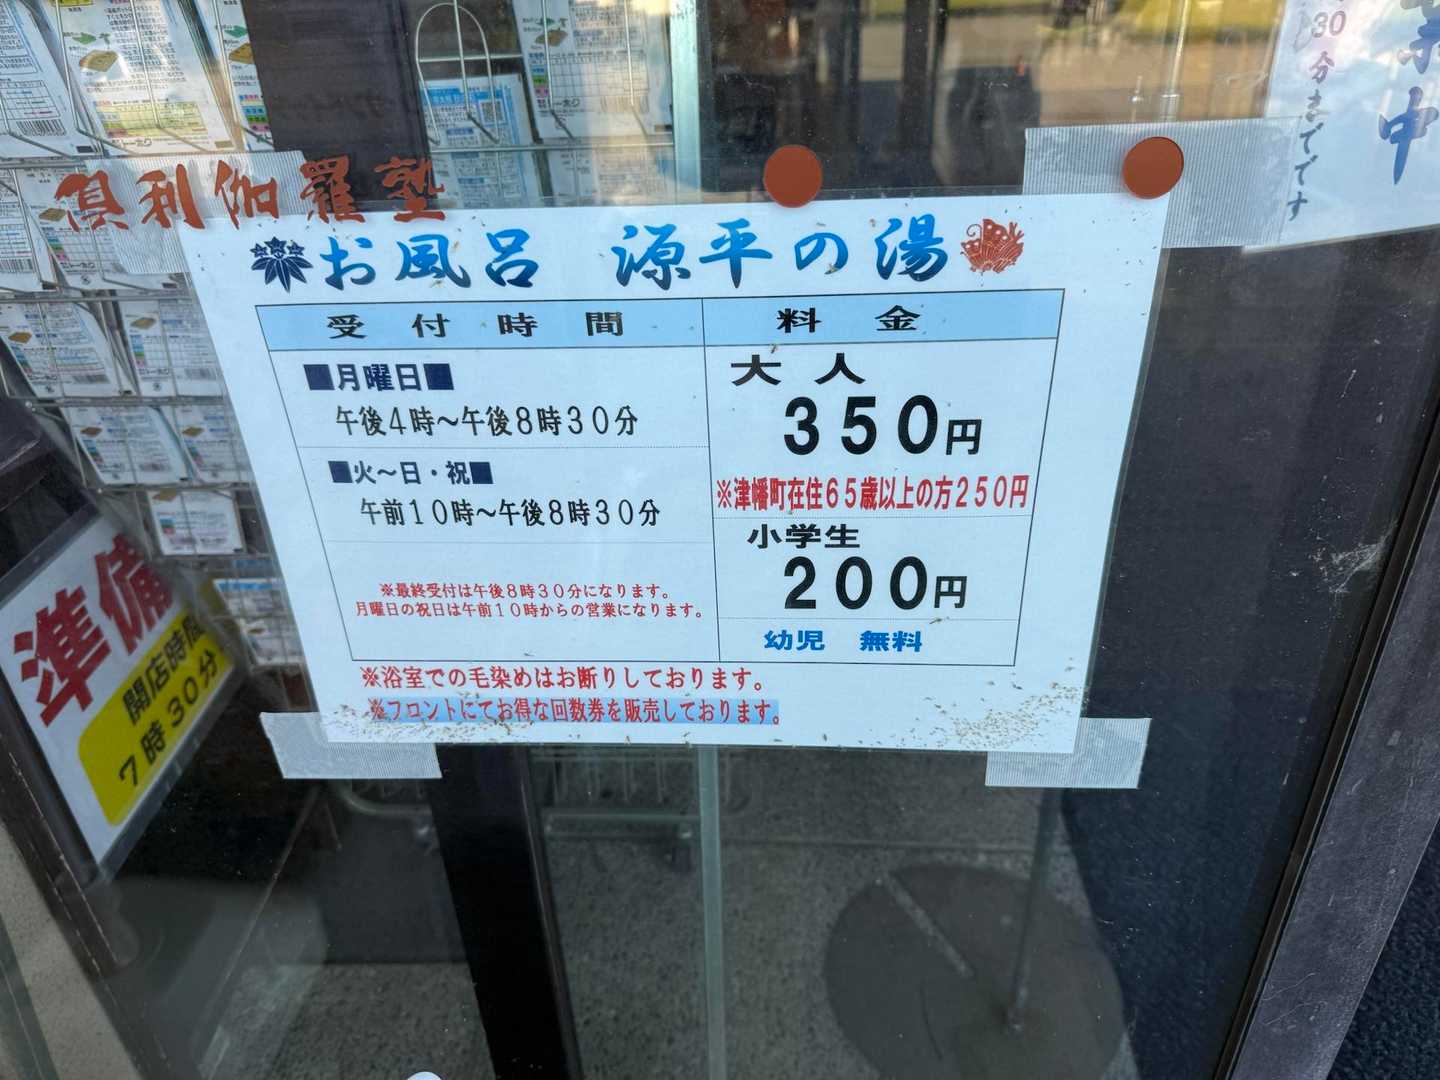 30分までです
業中
倶利伽羅塾
お風呂 源平の湯
受付時間
料金
■月曜日■
午後4時～午後8時30分
■火～日・祝■
午前10時～午後8時30分
※最終受付は午後8時30分になります。
月曜日の祝日は午前10時からの営業になります。
大人
350円
※津幡町在住65歳以上の方250円
小学生
200円
幼児 無料
※浴室での毛染めはお断りしております。
※フロントにてお得な回数券を販売しております。
準備
開店時間
7時30分